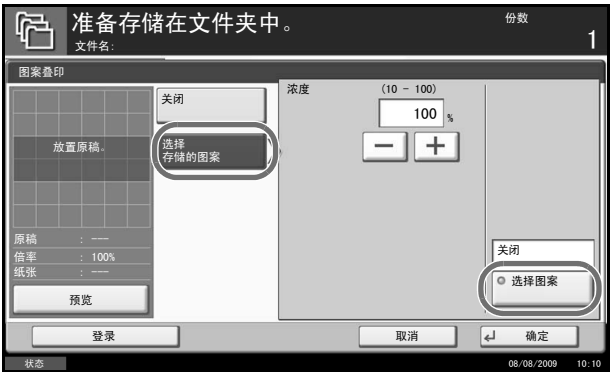 准备存储在文件夹中。
文件名:
份数
1
图案叠印
放置原稿。
原稿 : ---
倍率 : 100%
纸张 : ---
预览
关闭
选择
存储的图案
浓度
(10 - 100)
100 %
关闭
选择图案
登录
取消
确定
状态
08/08/2009 10:10